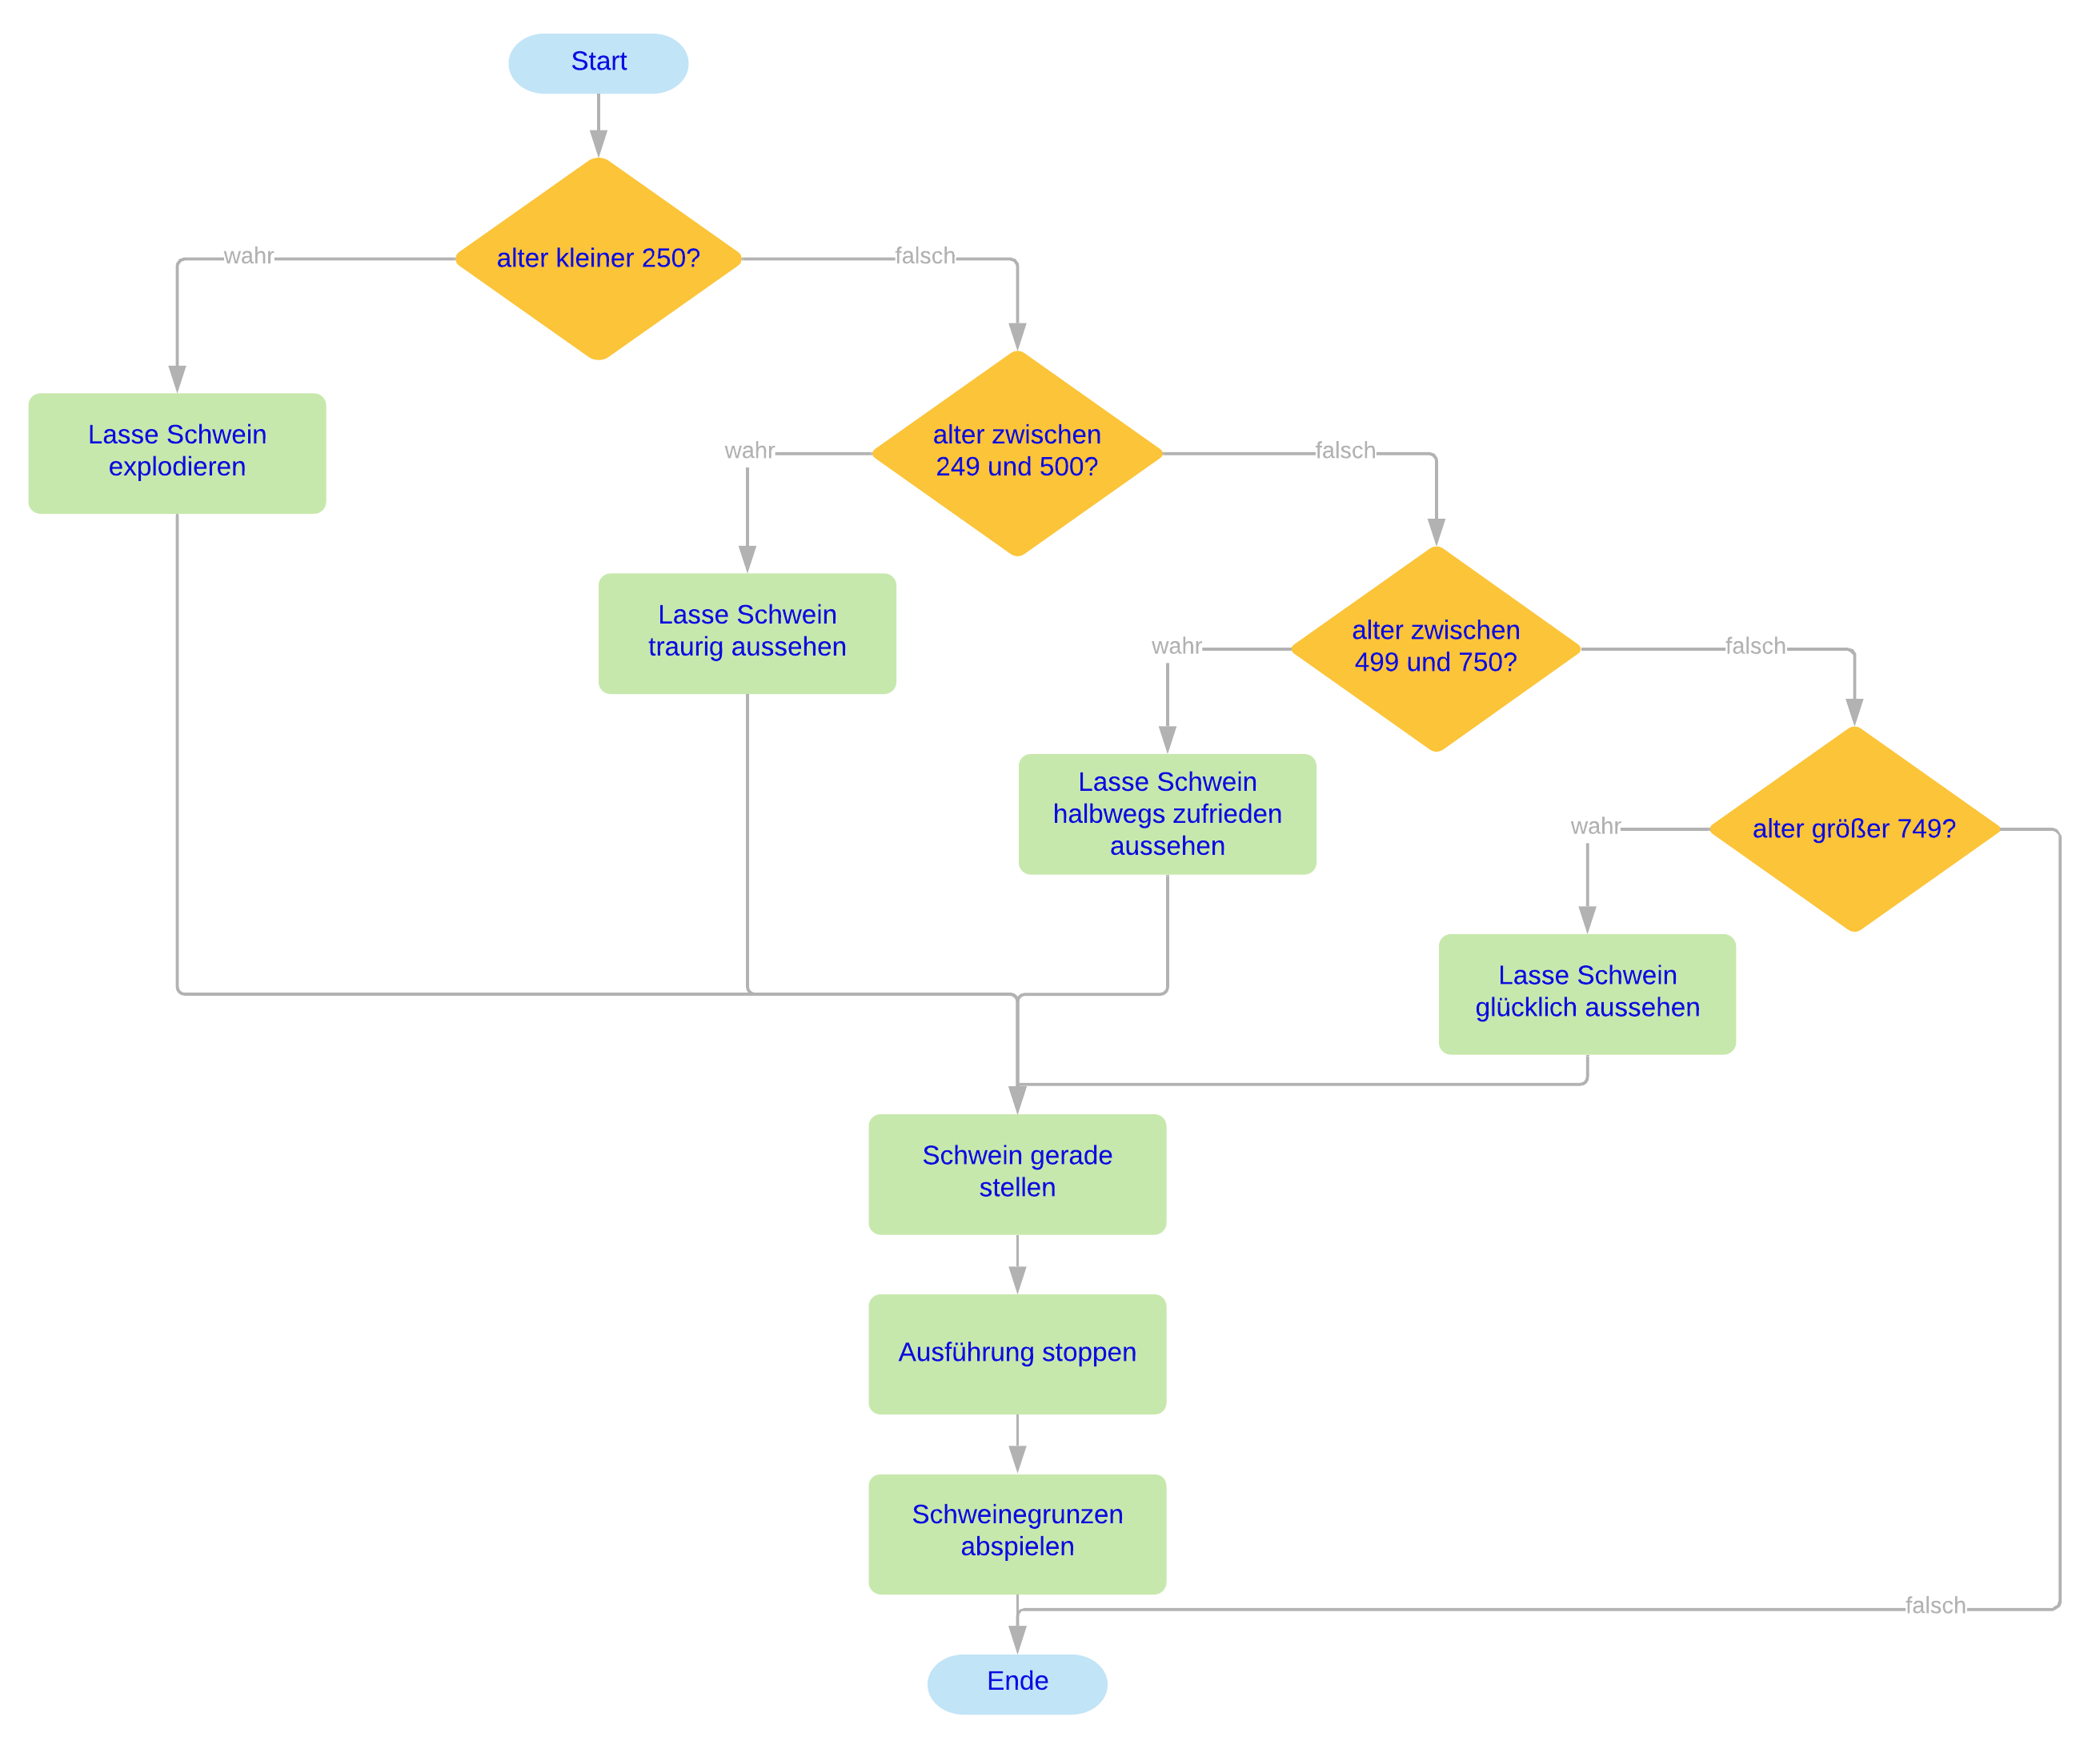 Start
alter kleiner 250?
wahr
falsch
Lasse Schwein
explodieren
alter zwischen
249 und 500?
wahr
falsch
Lasse Schwein
traurig aussehen
alter zwischen
499 und 750?
wahr
falsch
Lasse Schwein
halbwegs zufrieden
aussehen
alter größer 749?
wahr
falsch
Lasse Schwein
glücklich aussehen
Schwein gerade
stellen
Ausführung stoppen
Schweinegrunzen
abspielen
Ende